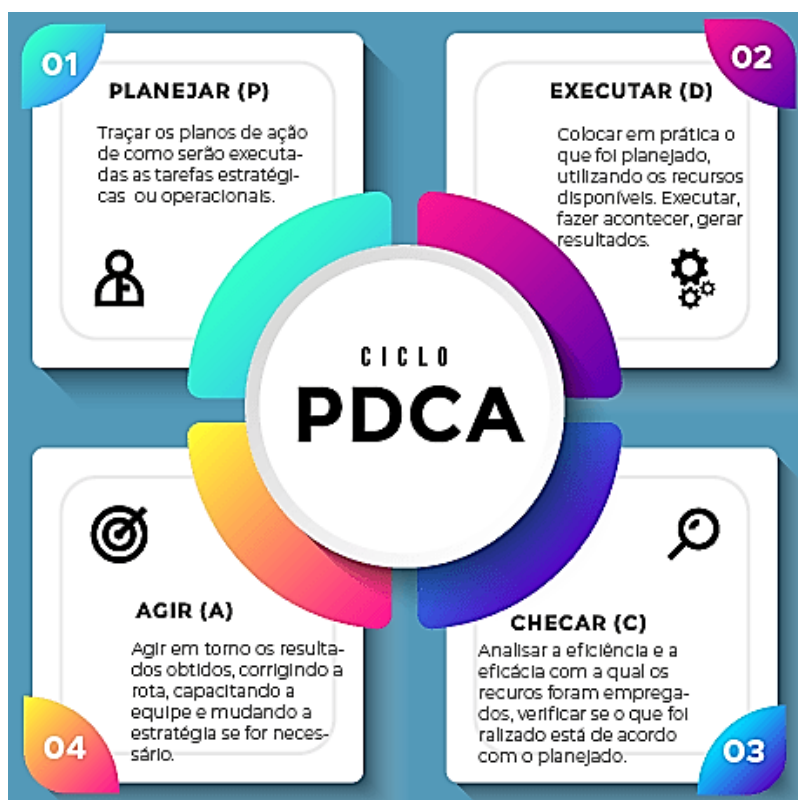 01
PLANEJAR (P)
Traçar os planos de ação
de como serão executa-
das as tarefas estratégi-
cas ou operacionais.
02
EXECUTAR (D)
Colocar em prática o
que foi planejado,
utilizando os recursos
disponíveis. Executar,
fazer acontecer, gerar
resultados.
CICLO
PDCA
CHECAR (C)
Analisar a eficiência e a
eficácia com a qual os
recuros foram emprega-
dos, verificar se o que foi
ralizado está de acordo
com o planejado.
03
AGIR (A)
Agir em torno os resulta-
dos obtidos, corrigindo a
rota, capacitando a
equipe e mudando a
estratégia se for neces-
sário.
04